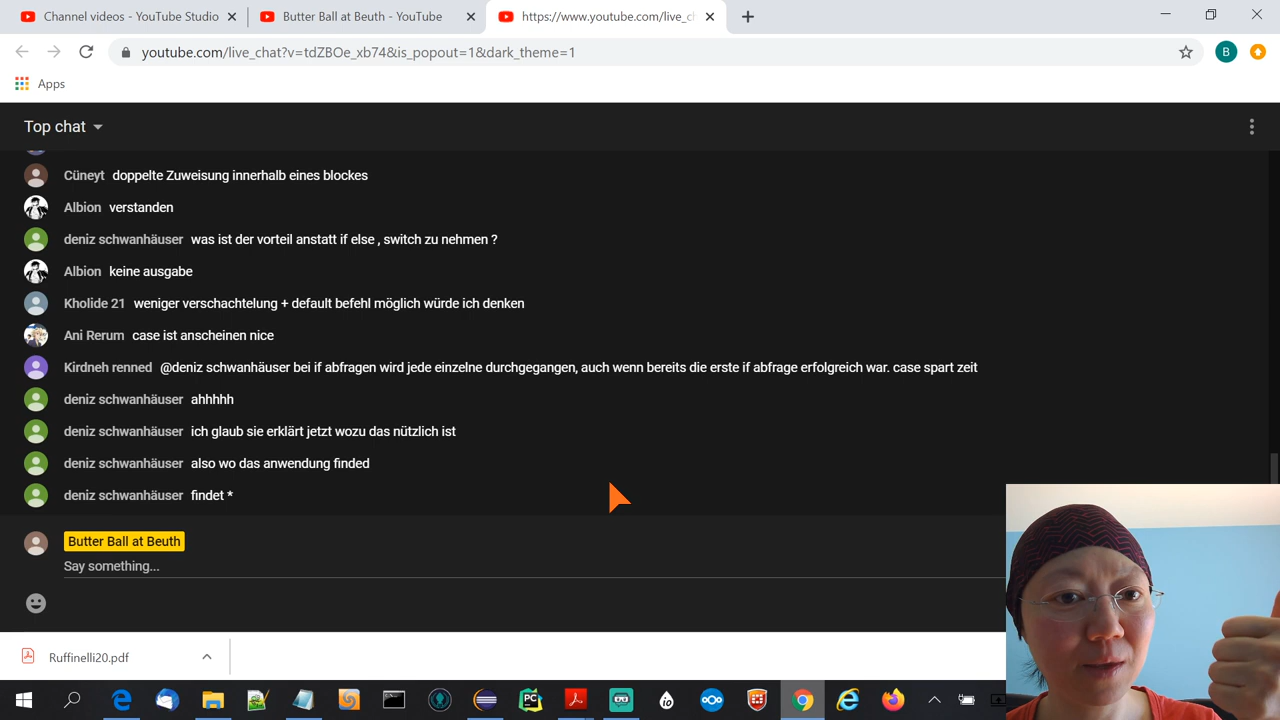 Channel videos - YouTube Studio
Butter Ball at Beuth - YouTube
https://www.youtube.com/live_c
youtube.com/live_chat?v=tdZBOe_xb74&is_popout=1&dark_theme=1
B
Apps
Top chat
Cüneyt doppelte Zuweisung innerhalb eines blockes
Albion verstanden
deniz schwanhäuser was ist der vorteil anstatt if else , switch zu nehmen ?
Albion keine ausgabe
Kholide 21 weniger verschachtelung + default befehl möglich würde ich denken
Ani Rerum case ist anscheinen nice
Kirdneh renned @deniz schwanhäuser bei if abfragen wird jede einzelne durchgegangen, auch wenn bereits die erste if abfrage erfolgreich war. case spart zeit
deniz schwanhäuser ahhhhh
deniz schwanhäuser ich glaub sie erklärt jetzt wozu das nützlich ist
deniz schwanhäuser also wo das anwendung finded
deniz schwanhäuser findet *
Butter Ball at Beuth
Say something...
Ruffinelli20.pdf
PC
io